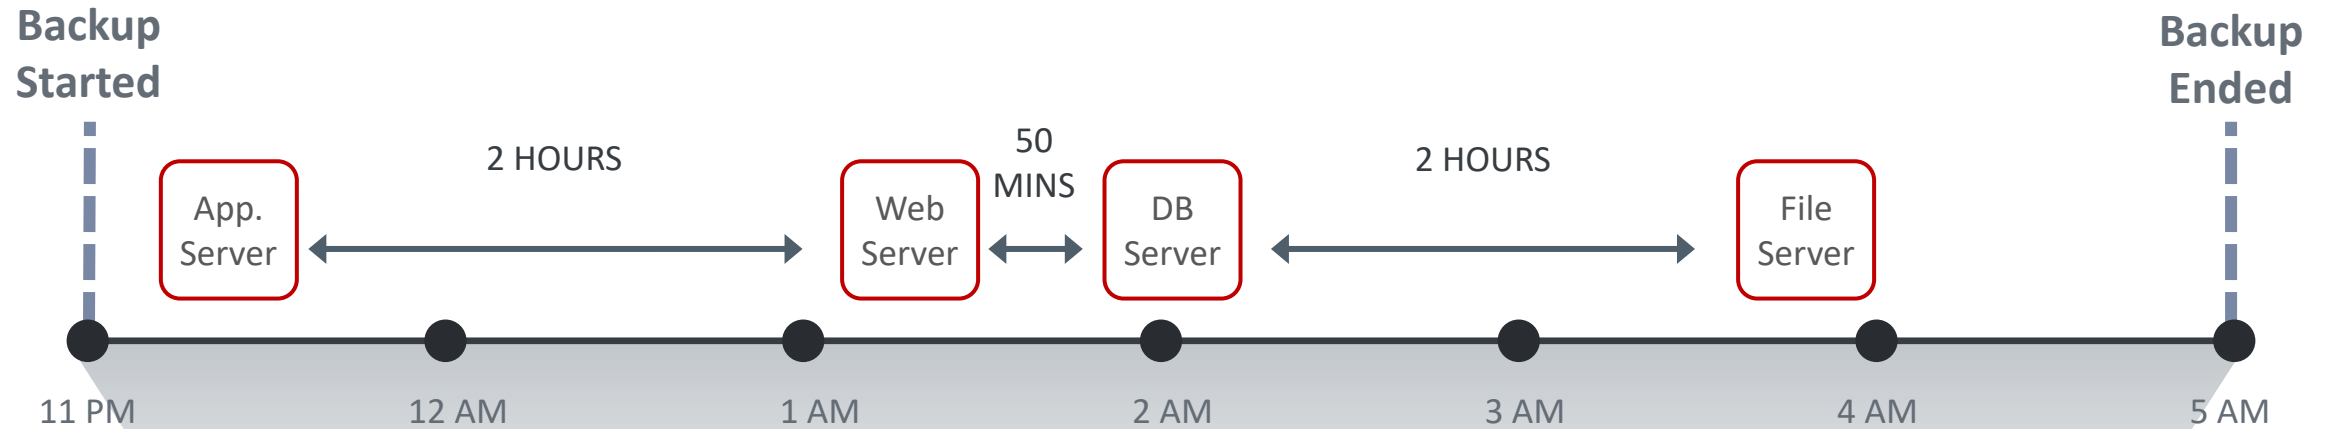 Backup
Started
Backup
Ended
2 HOURS
50
MINS
2 HOURS
App.
Server
Web
Server
DB
Server
File
Server
11 PM
12 AM
1 AM
2 AM
3 AM
4 AM
5 AM